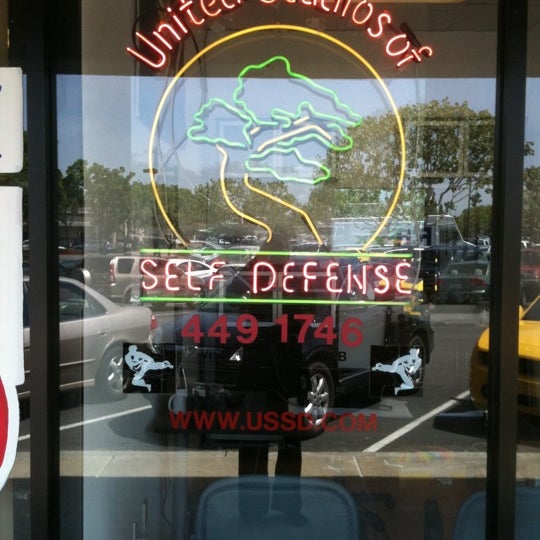 United Studios of
SELF DEFENSE
449 1746
WWW.USSD.COM